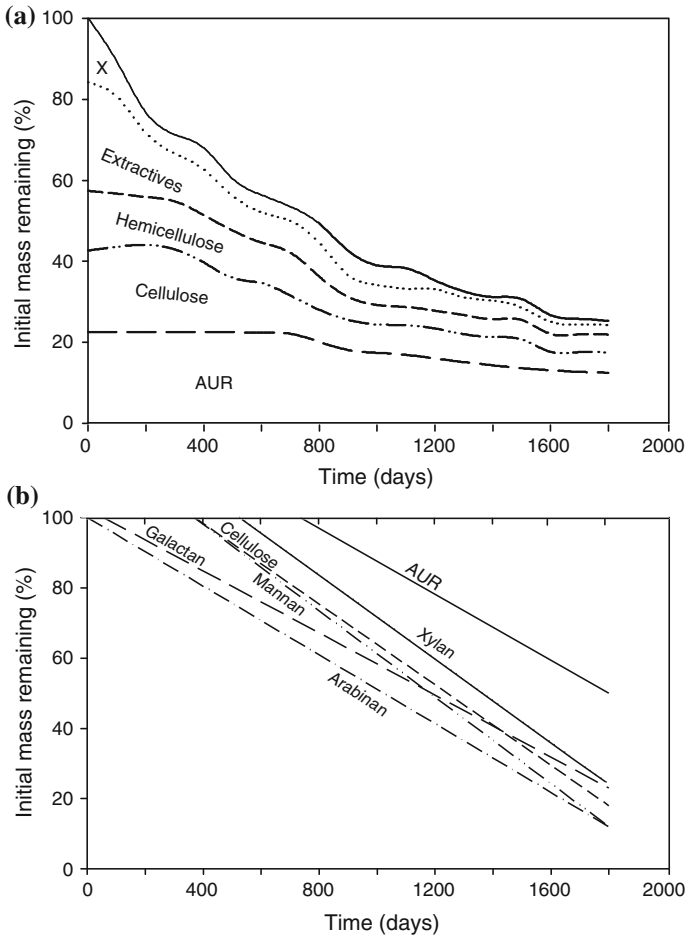 (a)
100
80
60
40
20
0
Initial mass remaining (%)
X
Extractives
Hemicellulose
Cellulose
AUR
0
400
800
1200
1600
2000
Time (days)
(b)
100
80
60
40
20
0
Initial mass remaining (%)
Galactan
Cellulose
Mannan
AUR
Xylan
Arabinan
0
400
800
1200
1600
2000
Time (days)